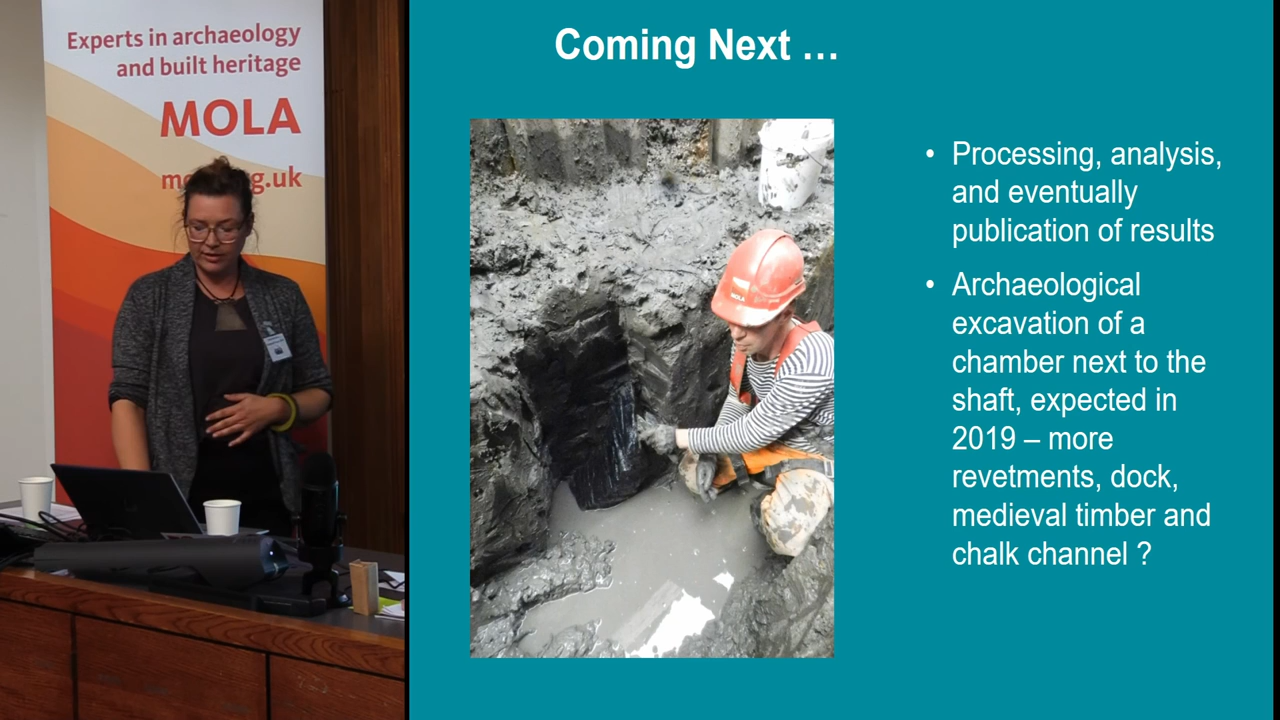 Experts in archaeology
and built heritage
MOLA
Coming Next …
• Processing, analysis,
and eventually
publication of results
• Archaeological
excavation of a
chamber next to the
shaft, expected in
2019 – more
revetments, dock,
medieval timber and
chalk channel ?
MOLA